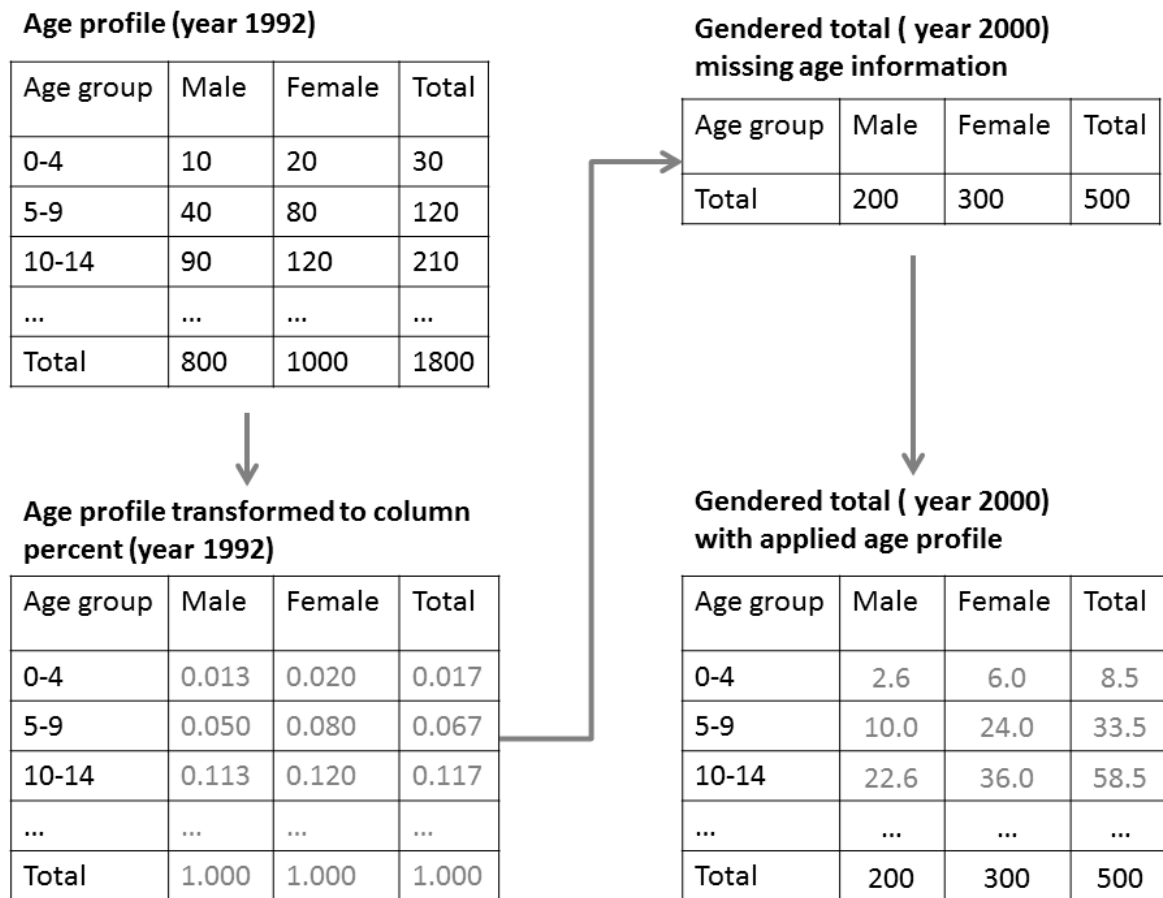 Age profile (year 1992)
Age group Male Female Total
0-4 10 20 30
5-9 40 80 120
10-14 90 120 210
... ... ... ...
Total 800 1000 1800
Age profile transformed to column
percent (year 1992)
Age group Male Female Total
0-4 0.013 0.020 0.017
5-9 0.050 0.080 0.067
10-14 0.113 0.120 0.117
... ... ... ...
Total 1.000 1.000 1.000
Gendered total ( year 2000)
missing age information
Age group Male Female Total
Total 200 300 500
Gendered total ( year 2000)
with applied age profile
Age group Male Female Total
0-4 2.6 6.0 8.5
5-9 10.0 24.0 33.5
10-14 22.6 36.0 58.5
... ... ... ...
Total 200 300 500